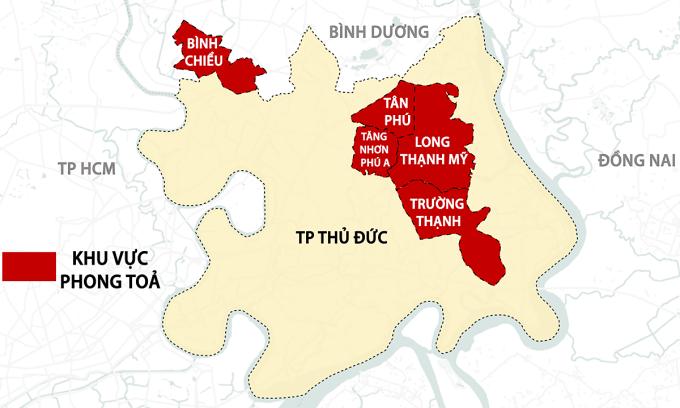 BÌNH DƯƠNG
BÌNH
CHIỂU
TÂN
PHÚ
TĂNG
NHƠN
PHÚ A
LONG
THẠNH MỸ
TP HCM
ĐỒNG NAI
TRƯỜNG
THẠNH
TP THỦ ĐỨC
KHU VỰC
PHONG TOẢ